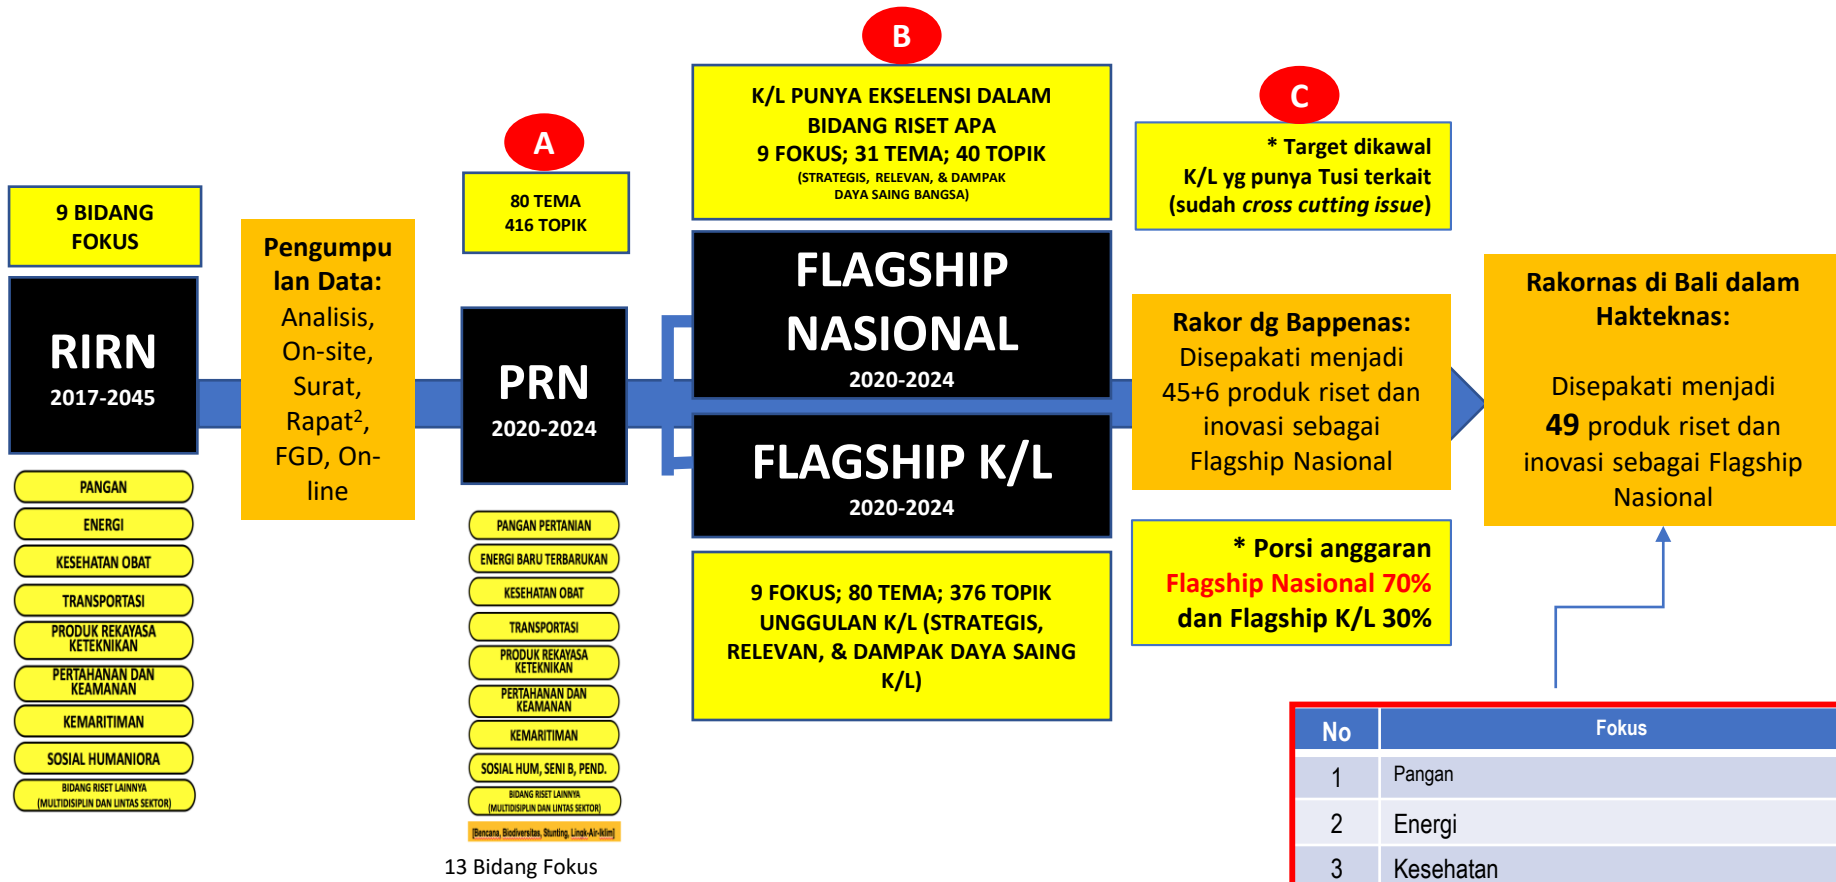 9 BIDANG
FOKUS
RIRN
2017-2045
PANGAN
ENERGI
KESEHATAN OBAT
TRANSPORTASI
PRODUK REKAYASA
KETEKNIKAN
PERTAHANAN DAN
KEAMANAN
KEMARITIMAN
SOSIAL HUMANIORA
BIDANG RISET LAINNYA
(MULTIDISIPLIN DAN LINTAS SEKTOR)
Pengumpu
lan Data:
Analisis,
On-site,
Surat,
Rapat²,
FGD, On-
line
A
80 TEMA
416 TOPIK
PRN
2020-2024
PANGAN PERTANIAN
ENERGI BARU TERBARUKAN
KESEHATAN OBAT
TRANSPORTASI
PRODUK REKAYASA
KETEKNIKAN
PERTAHANAN DAN
KEAMANAN
KEMARITIMAN
SOSIAL HUM, SENI B, PEND.
BIDANG RISET LAINNYA
(MULTIDISIPLIN DAN LINTAS SEKTOR)
[Bencana, Biodiversitas, Stunting, Lingk-Air-Iklim]
13 Bidang Fokus
B
K/L PUNYA EKSELENSI DALAM
BIDANG RISET APA
9 FOKUS; 31 TEMA; 40 TOPIK
(STRATEGIS, RELEVAN, & DAMPAK
DAYA SAING BANGSA)
FLAGSHIP
NASIONAL
2020-2024
FLAGSHIP K/L
2020-2024
9 FOKUS; 80 TEMA; 376 TOPIK
UNGGULAN K/L (STRATEGIS,
RELEVAN, & DAMPAK DAYA SAING
K/L)
C
* Target dikawal
K/L yg punya Tusi terkait
(sudah cross cutting issue)
Rakor dg Bappenas:
Disepakati menjadi
45+6 produk riset dan
inovasi sebagai
Flagship Nasional
* Porsi anggaran
Flagship Nasional 70%
dan Flagship K/L 30%
Rakornas di Bali dalam
Hakteknas:
Disepakati menjadi
49 produk riset dan
inovasi sebagai Flagship
Nasional
No Fokus
1 Pangan
2 Energi
3 Kesehatan